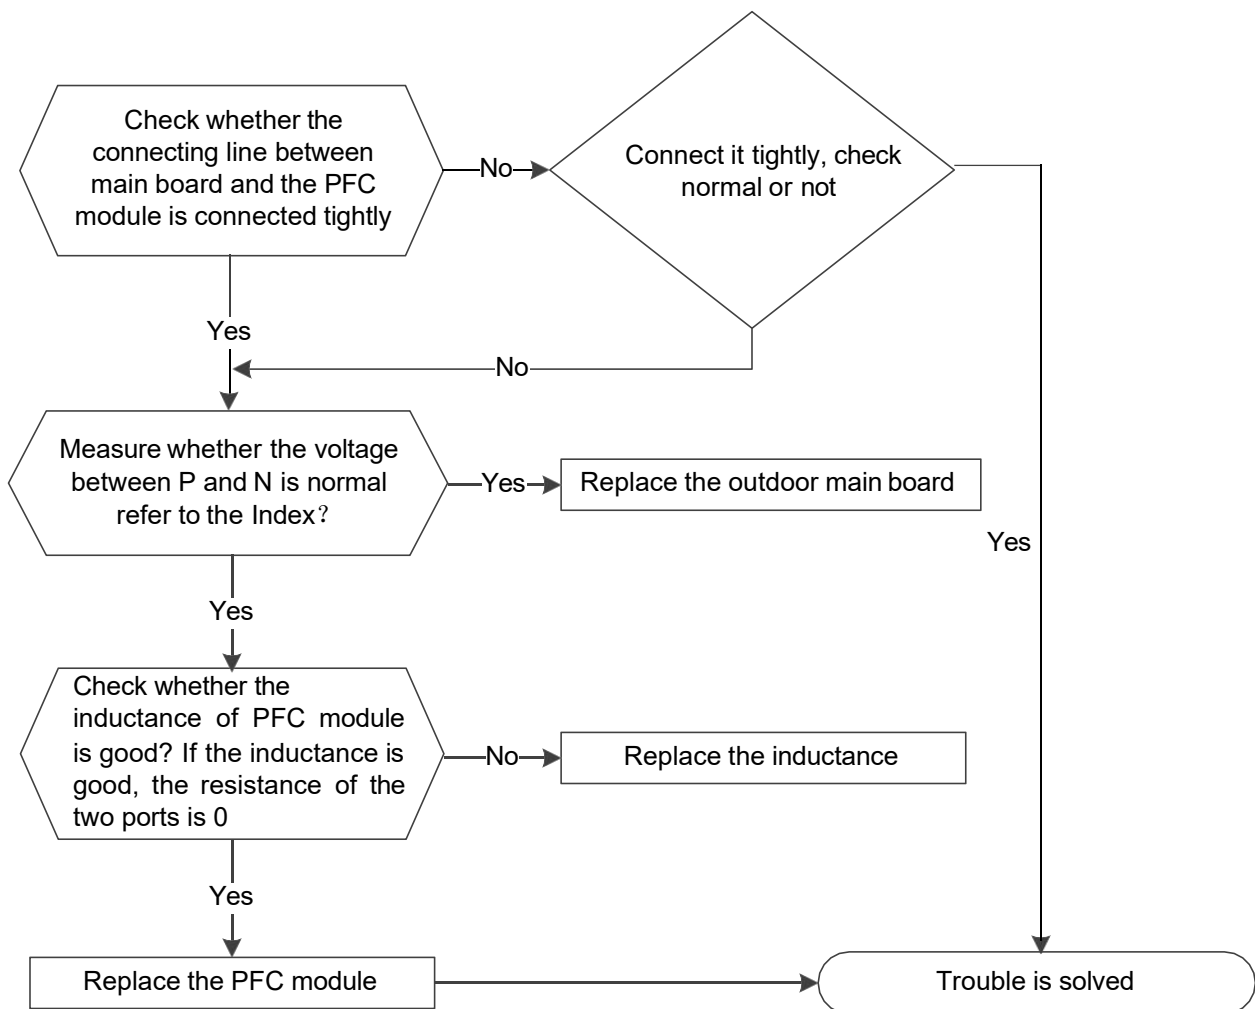 Check whether the
connecting line between
main board and the PFC
module is connected tightly
No
Connect it tightly, check
normal or not
Yes
No
Measure whether the voltage
between P and N is normal
refer to the Index？
Yes
Replace the outdoor main board
Yes
Yes
Check whether the
inductance of PFC module
is good? If the inductance is
good, the resistance of the
two ports is 0
No
Replace the inductance
Yes
Replace the PFC module
Trouble is solved